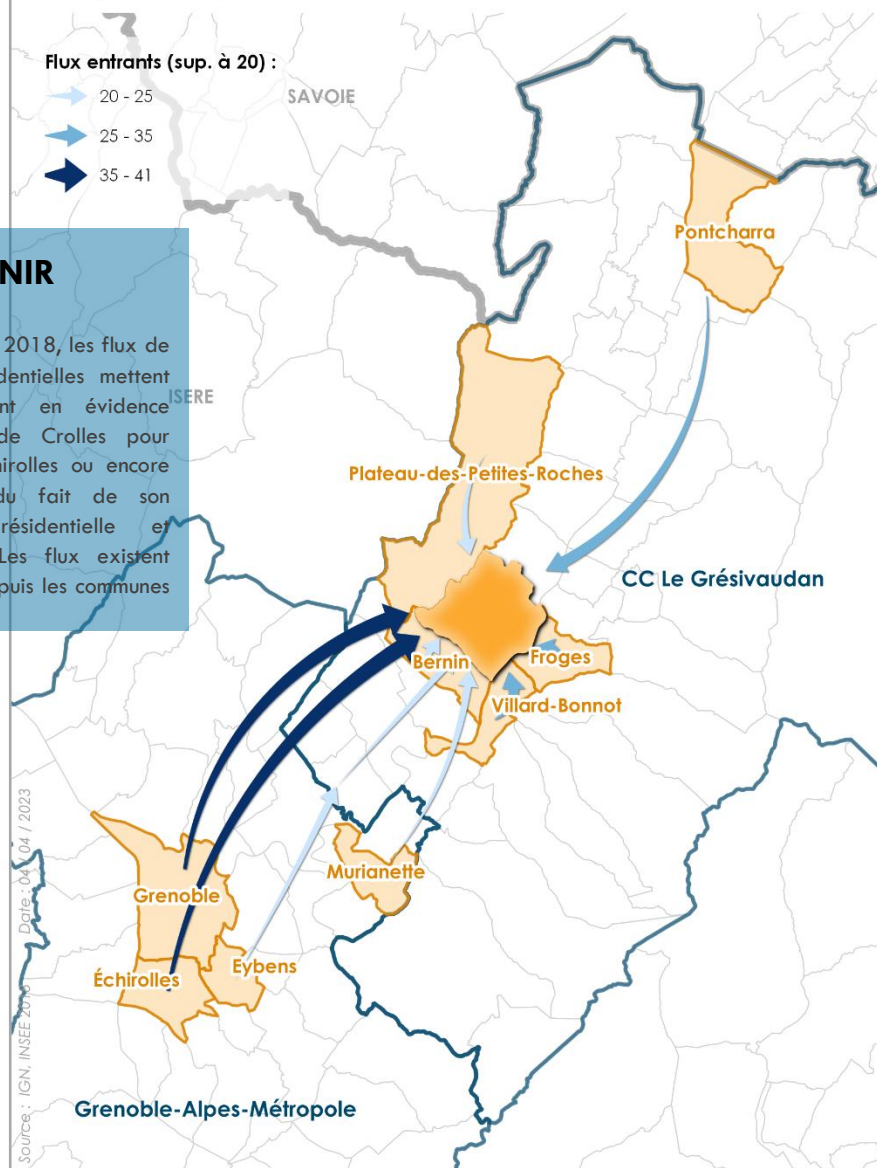 Flux entrants (sup. à 20) :
20 - 25
25 - 35
35 - 41
SAVOIE
Pontcharra
NIR
2018, les flux de
dentielles mettent
nt en évidence
de Crolles pour
hirolles ou encore
du fait de son
résidentielle et
Les flux existent
puis les communes
ISERE
Plateau-des-Petites-Roches
CC Le Grésivaudan
Bernin
Froges
Villard-Bonnot
Murianette
Grenoble
Échirolles
Eybens
Grenoble-Alpes-Métropole
Source : IGN, INSEE Date : 04 / 04 / 2023